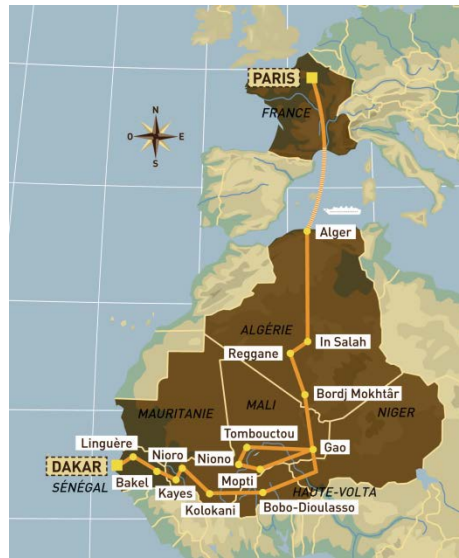 PARIS
FRANCE
N
O
E
S
Alger
ALGÉRIE
In Salah
Reggane
Bordj Mokhtâr
MAURITANIE
MALI
NIGER
Tombouctou
Linguère
Nioro
Niono
Gao
DAKAR
SÉNÉGAL
Bakel
Kayes
Mopti
HAUTE-VOLTA
Kolokani
Bobo-Dioulasso